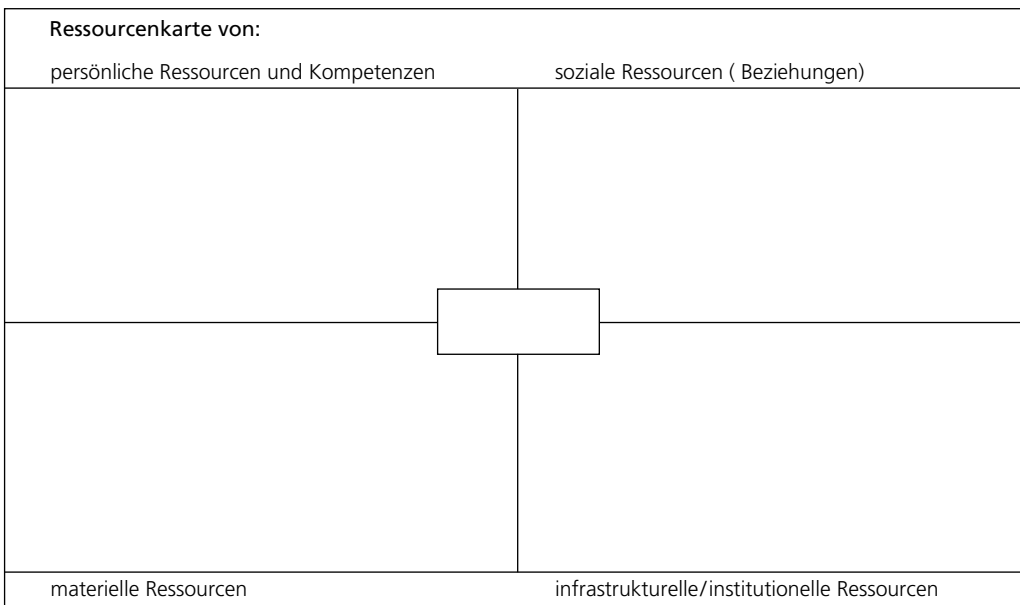 Ressourcenkarte von:
persönliche Ressourcen und Kompetenzen
soziale Ressourcen ( Beziehungen)
materielle Ressourcen
infrastrukturelle/institutionelle Ressourcen